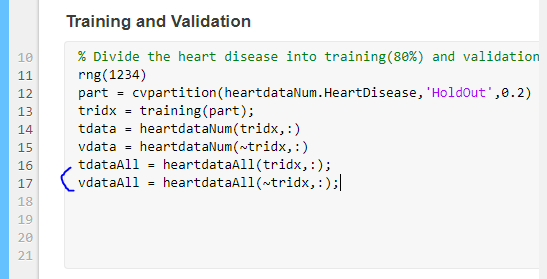 Training and Validation
10 % Divide the heart disease into training(80%) and validation
11 rng(1234)
12 part = cvpartition(heartdataNum.HeartDisease,'HoldOut',0.2)
13 tridx = training(part);
14 tdata = heartdataNum(tridx,:)
15 vdata = heartdataNum(~tridx,:)
16 tdataAll = heartdataAll(tridx,:);
17 vdataAll = heartdataAll(~tridx,:);
18
19
20
21